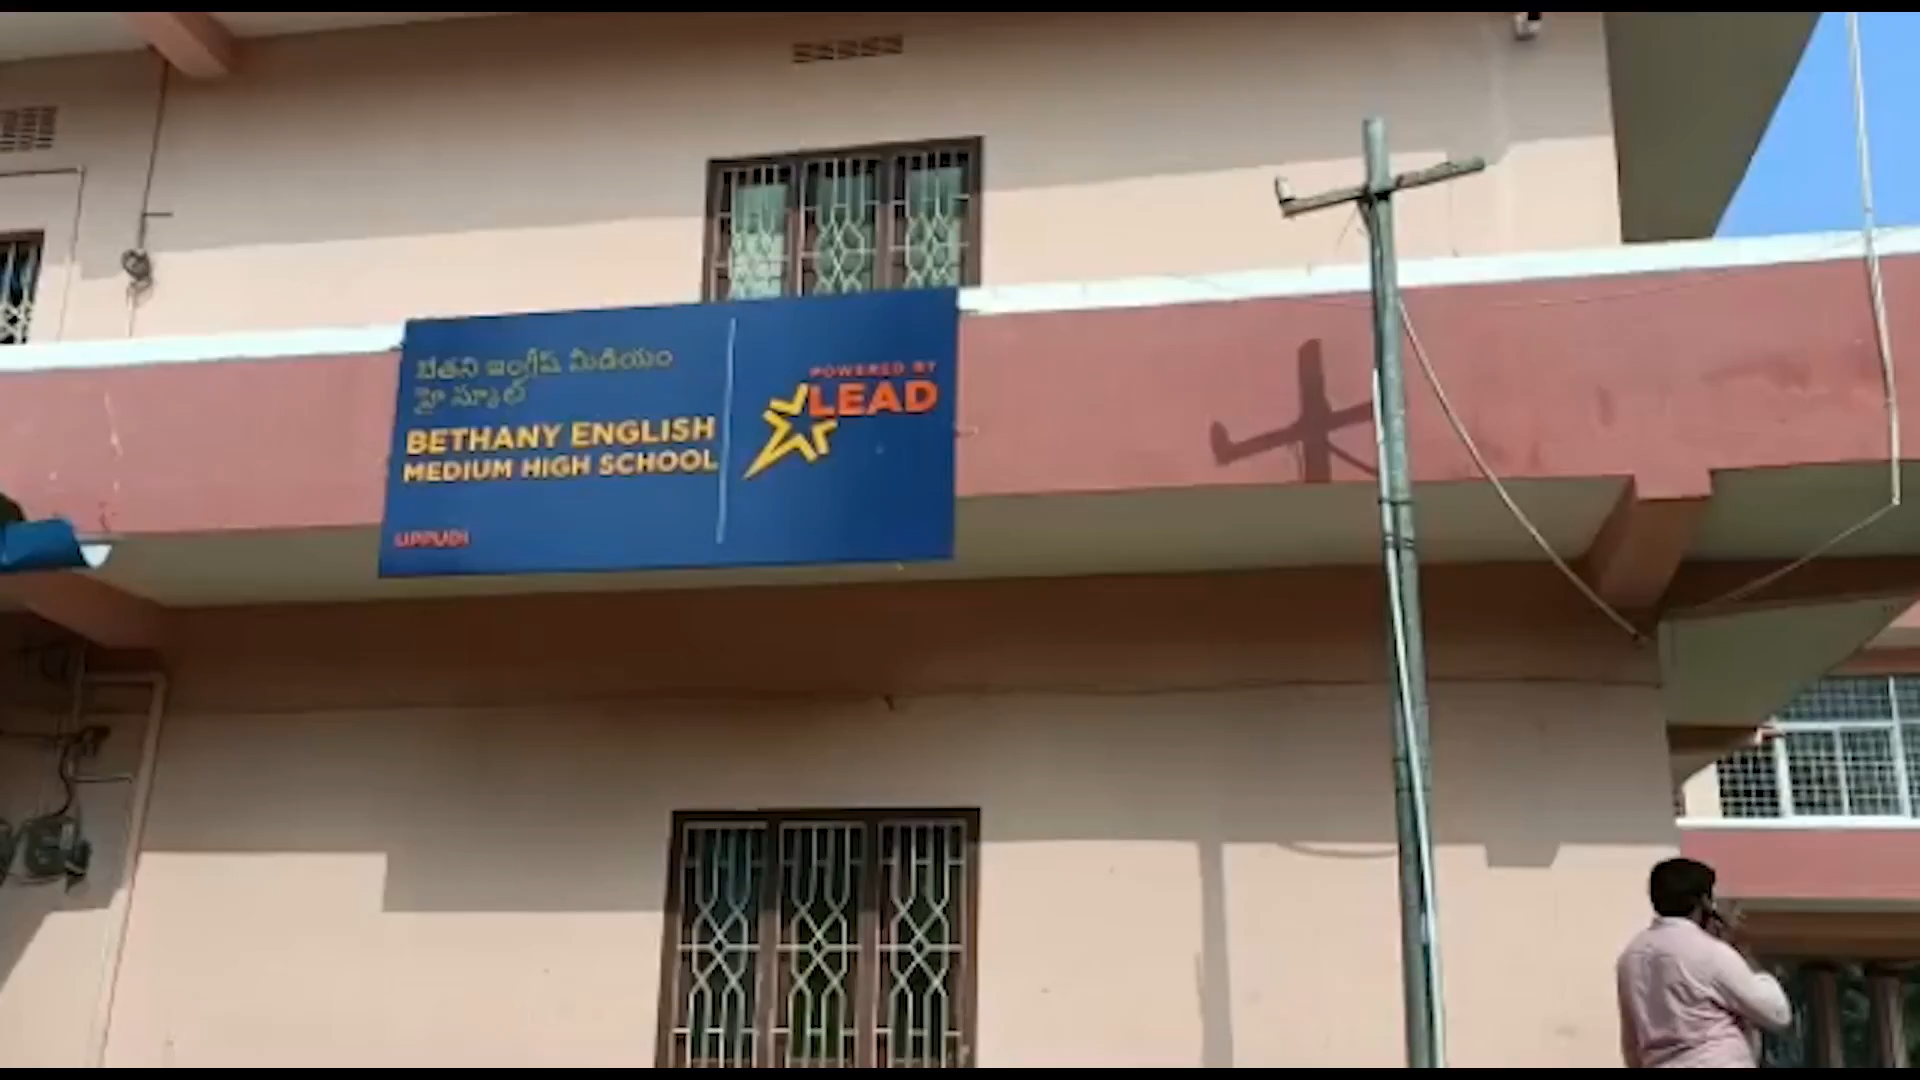 బేతని ఇంగ్లీష్ మీడియం
హై స్కూల్
BETHANY ENGLISH
MEDIUM HIGH SCHOOL
UPPUDI
POWERED BY
LEAD